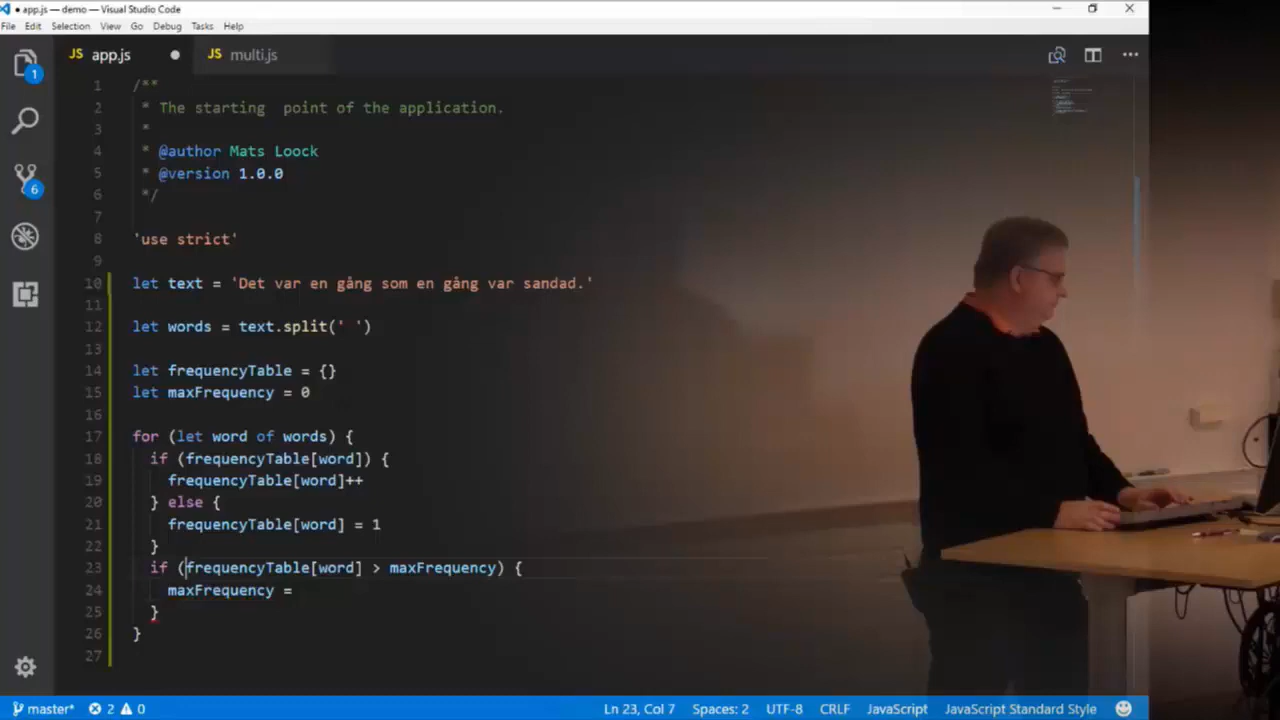 ● app.js — demo — Visual Studio Code
File Edit Selection View Go Debug Tasks Help
JS app.js ● JS multi.js
1 /**
2 * The starting  point of the application.
3 *
4 * @author Mats Loock
5 * @version 1.0.0
6 */
7
8 'use strict'
9
10 let text = 'Det var en gång som en gång var sandad.'
11
12 let words = text.split(' ')
13
14 let frequencyTable = {}
15 let maxFrequency = 0
16
17 for (let word of words) {
18 if (frequencyTable[word]) {
19 frequencyTable[word]++
20 } else {
21 frequencyTable[word] = 1
22 }
23 if (frequencyTable[word] > maxFrequency) {
24 maxFrequency =
25 }
26 }
27
1
6
master* 2 0 Ln 23, Col 7 Spaces: 2 UTF-8 CRLF JavaScript JavaScript Standard Style